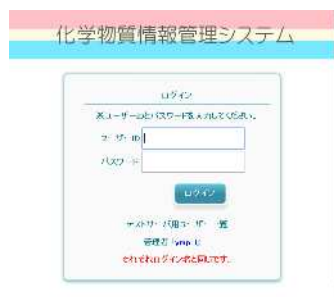 化学物質情報管理システム
ログイン
※ユーザーIDとパスワードを入力してください。
ユーザーID
パスワード
ログイン
テストサーバ用ユーザー一覧
管理者
それぞれログイン名と同じです。